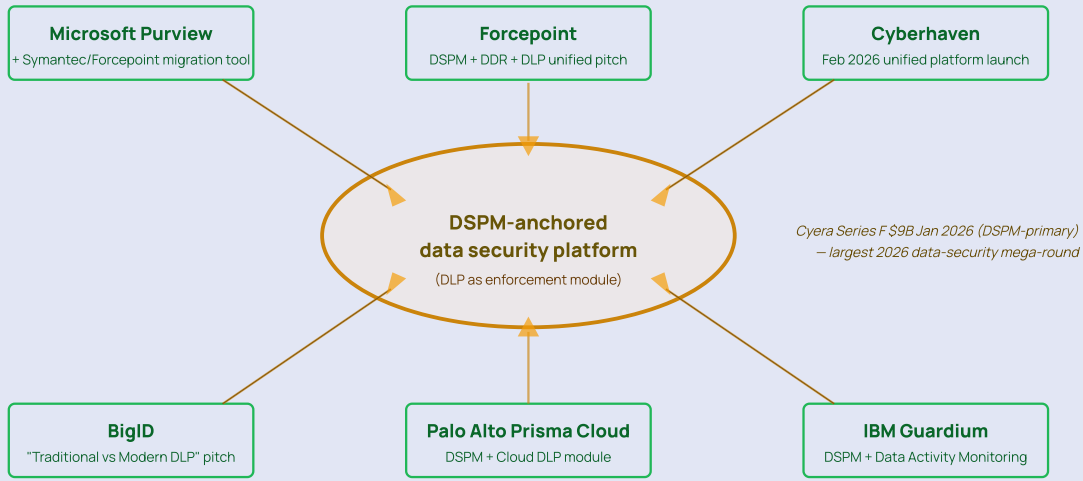 Microsoft Purview
+ Symantec/Forcepoint migration tool
Forcepoint
DSPM + DDR + DLP unified pitch
Cyberhaven
Feb 2026 unified platform launch
DSPM-anchored
data security platform
(DLP as enforcement module)
Cyera Series F $9B Jan 2026 (DSPM-primary)
— largest 2026 data-security mega-round
BigID
"Traditional vs Modern DLP" pitch
Palo Alto Prisma Cloud
DSPM + Cloud DLP module
IBM Guardium
DSPM + Data Activity Monitoring